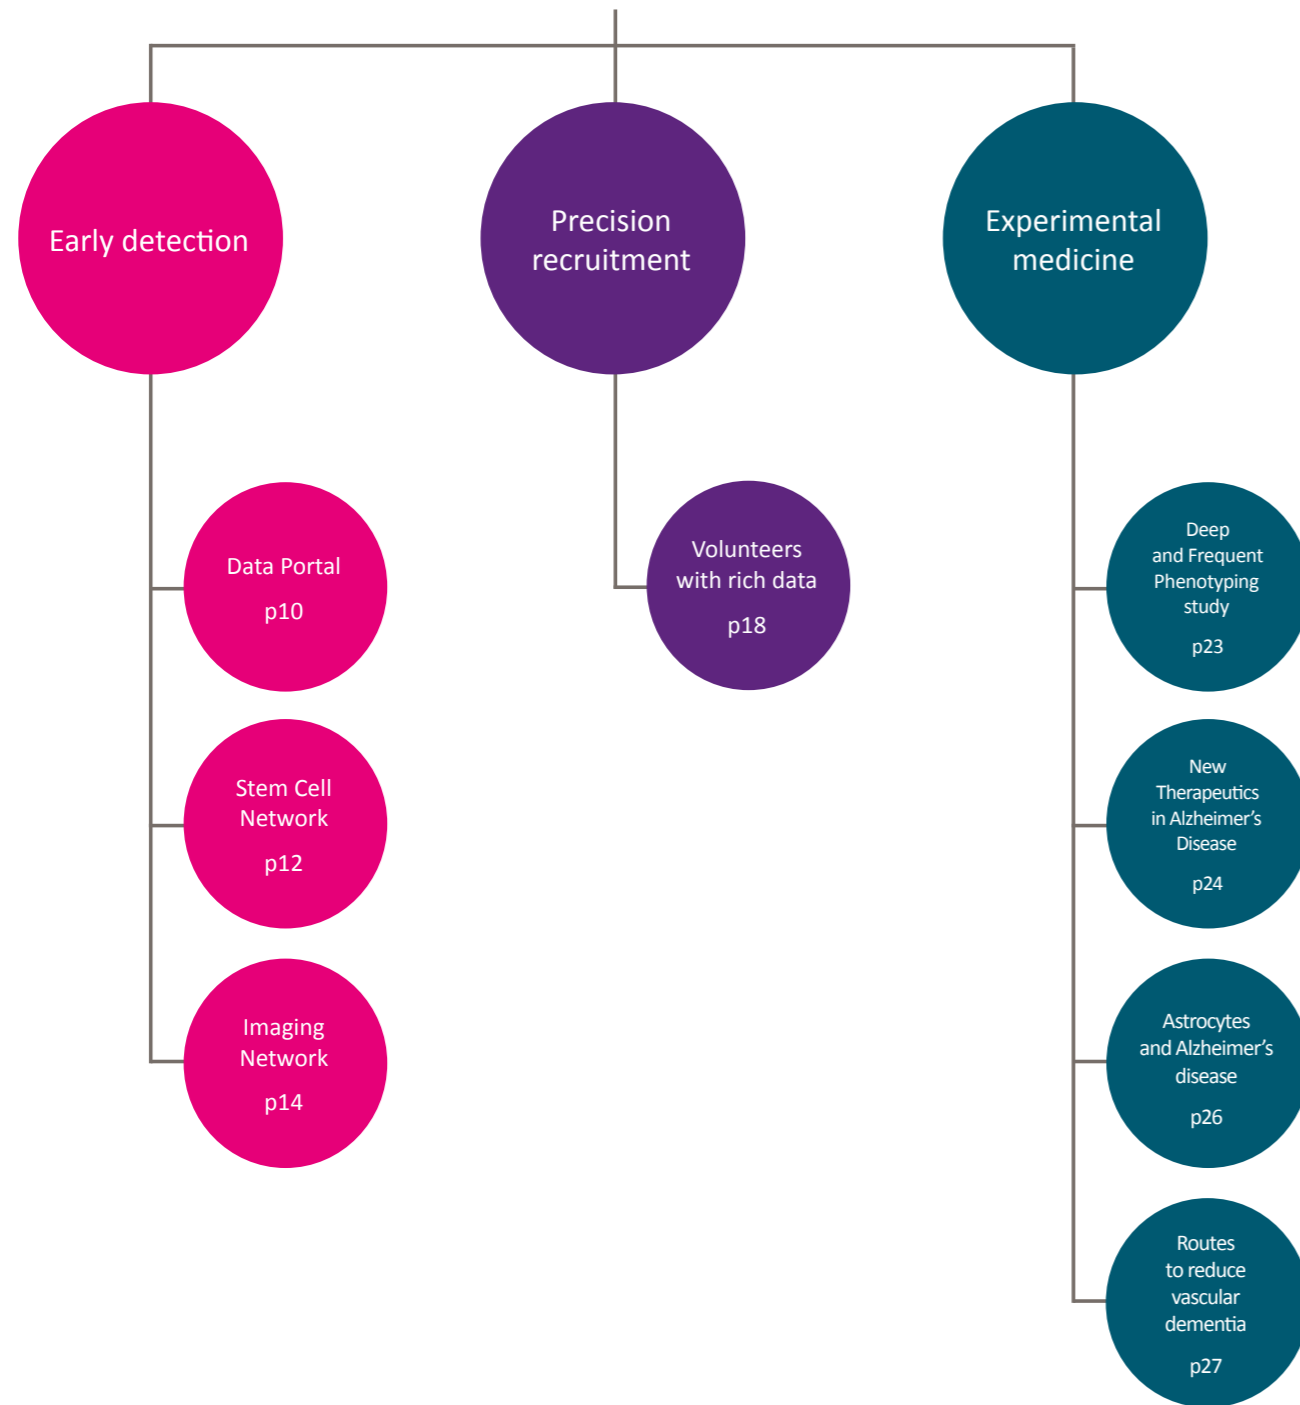 Early detection
Precision
recruitment
Experimental
medicine
Data Portal
p10
Stem Cell
Network
p12
Imaging
Network
p14
Volunteers
with rich data
p18
Deep
and Frequent
Phenotyping
study
p23
New
Therapeutics
in Alzheimer’s
Disease
p24
Astrocytes
and Alzheimer’s
disease
p26
Routes
to reduce
vascular
dementia
p27